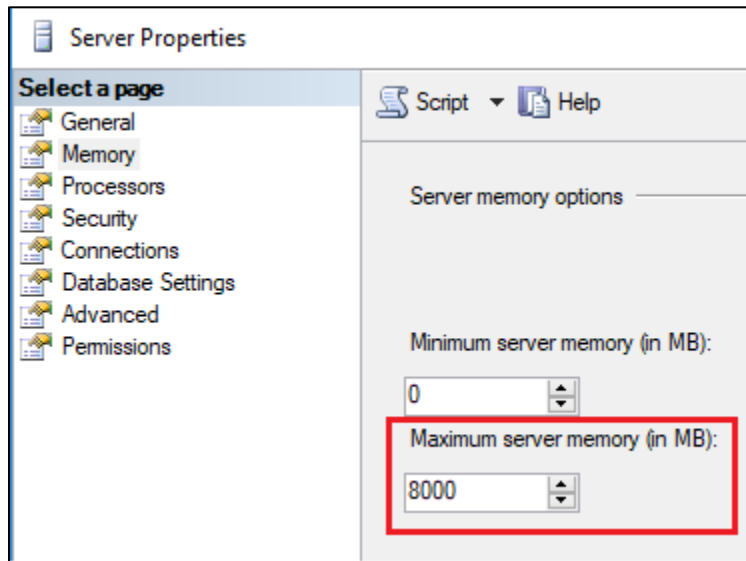 Server Properties
Select a page
General
Memory
Processors
Security
Connections
Database Settings
Advanced
Permissions
Script Help
Server memory options
Minimum server memory (in MB):
0
Maximum server memory (in MB):
8000